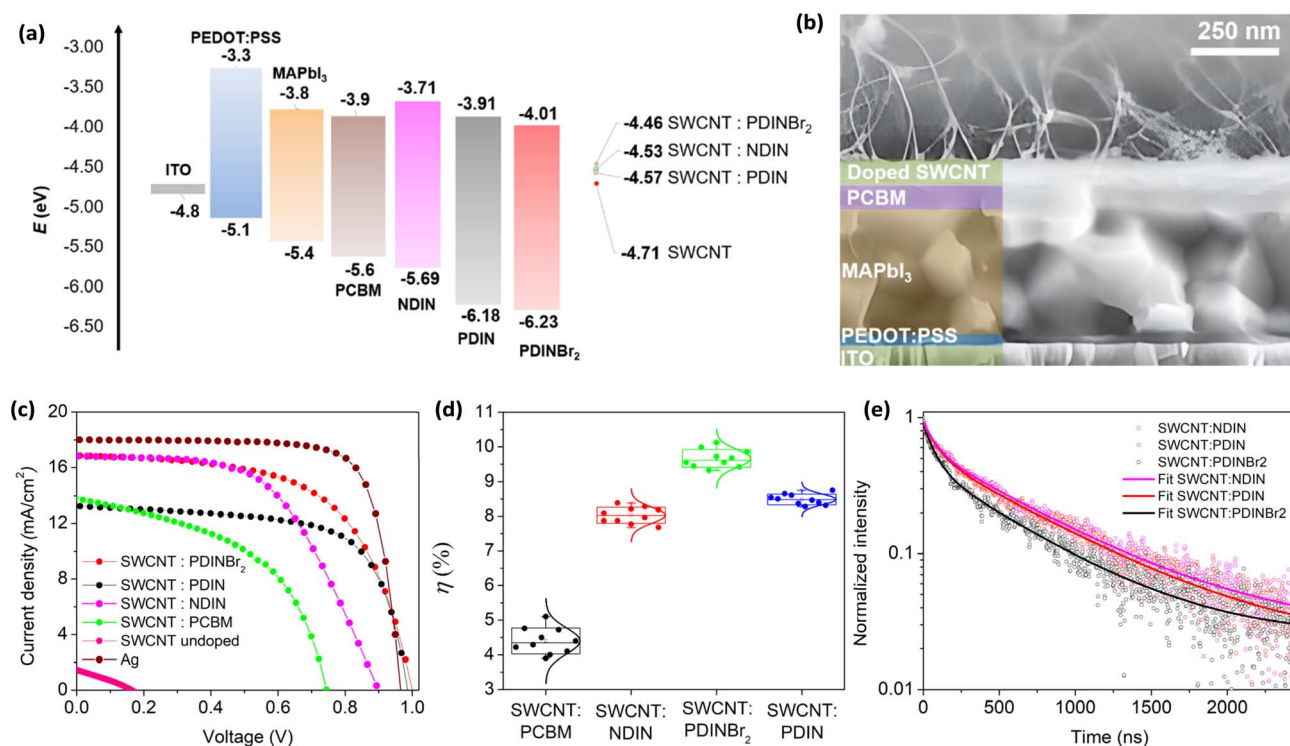 (a)
E (eV)
-3.00
-3.50
-4.00
-4.50
-5.00
-5.50
-6.00
-6.50
ITO
-4.8
PEDOT:PSS
-3.3
-5.1
MAPbI₃
-3.8
-5.4
-3.9
-5.6
PCBM
-3.71
-5.69
NDIN
-3.91
-6.18
PDIN
-4.01
-6.23
PDINBr₂
-4.46 SWCNT : PDINBr₂
-4.53 SWCNT : NDIN
-4.57 SWCNT : PDIN
-4.71 SWCNT
(b)
250 nm
Doped SWCNT
PCBM
MAPbI₃
PEDOT:PSS
ITO
(c)
Current density /mA/cm²)
20
16
12
8
4
0
SWCNT : PDINBr₂
SWCNT : PDIN
SWCNT : NDIN
SWCNT : PCBM
SWCNT undoped
Ag
0.0 0.2 0.4 0.6 0.8 1.0
Voltage (V)
(d)
η (%)
11
10
9
8
7
6
5
4
3
SWCNT: SWCNT: SWCNT: SWCNT:
PCBM NDIN PDINBr₂ PDIN
(e)
Normalized intensity
1
0.1
0.01
SWCNT:NDIN
SWCNT:PDIN
SWCNT:PDINBr2
Fit SWCNT:NDIN
Fit SWCNT:PDIN
Fit SWCNT:PDINBr2
0 500 1000 1500 2000
Time (ns)